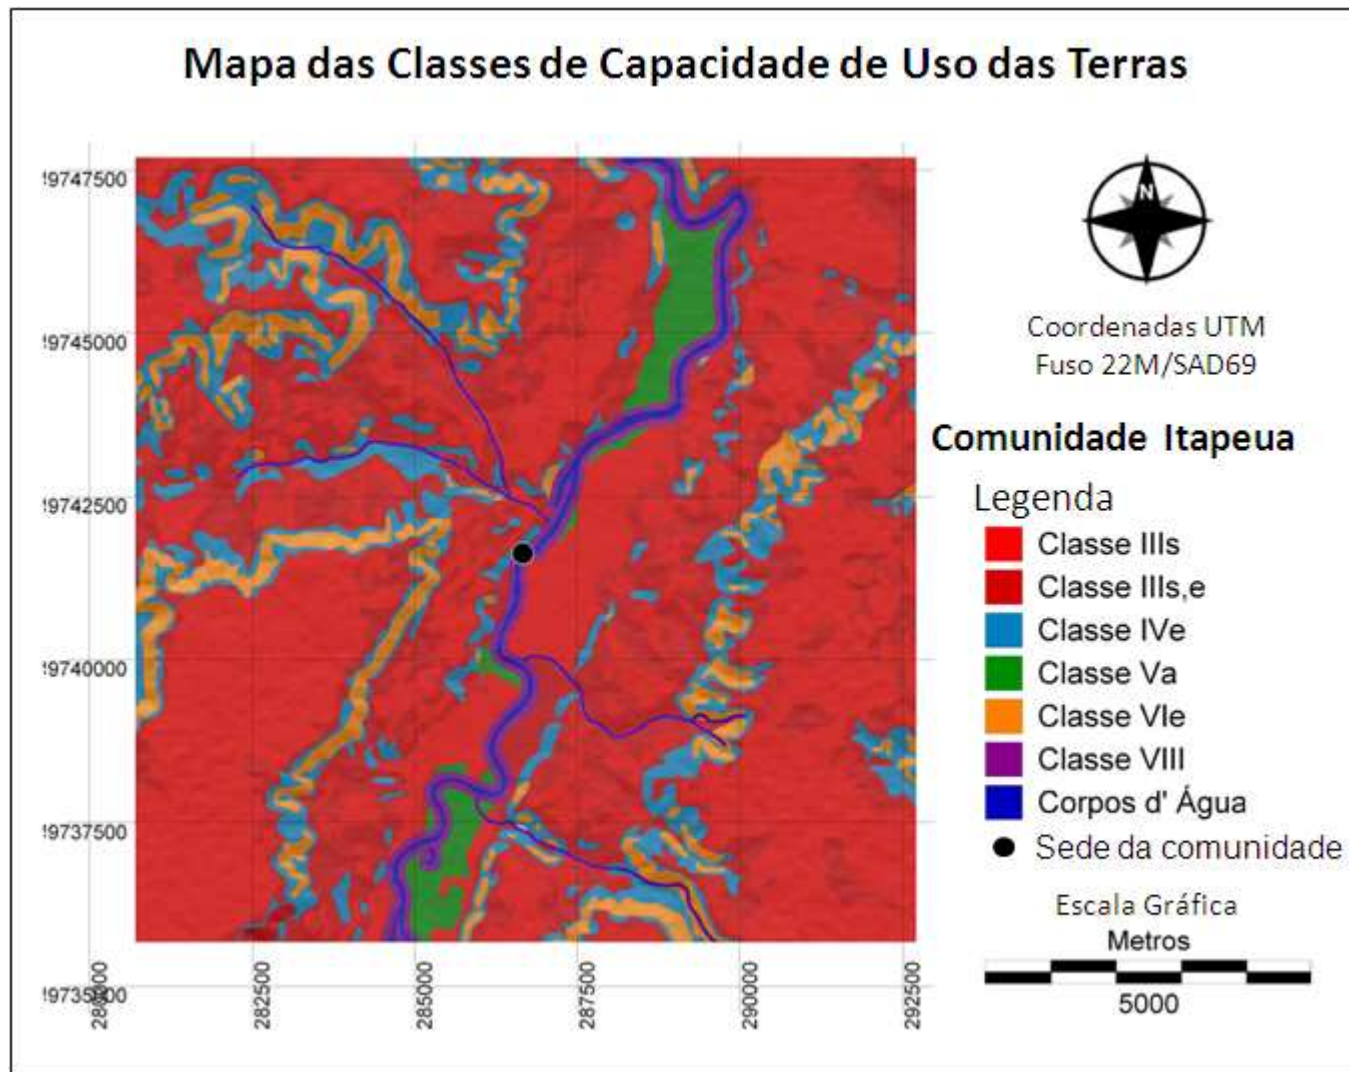 Mapa das Classes de Capacidade de Uso das Terras
9747500
9745000
9742500
9740000
9737500
9735000
280000
282500
285000
287500
290000
292500
N
Coordenadas UTM
Fuso 22M/SAD69
Comunidade Itapeua
Legenda
Classe IIIs
Classe IIIs,e
Classe IVe
Classe Va
Classe VIe
Classe VIII
Corpos d' Água
Sede da comunidade
Escala Gráfica
Metros
5000